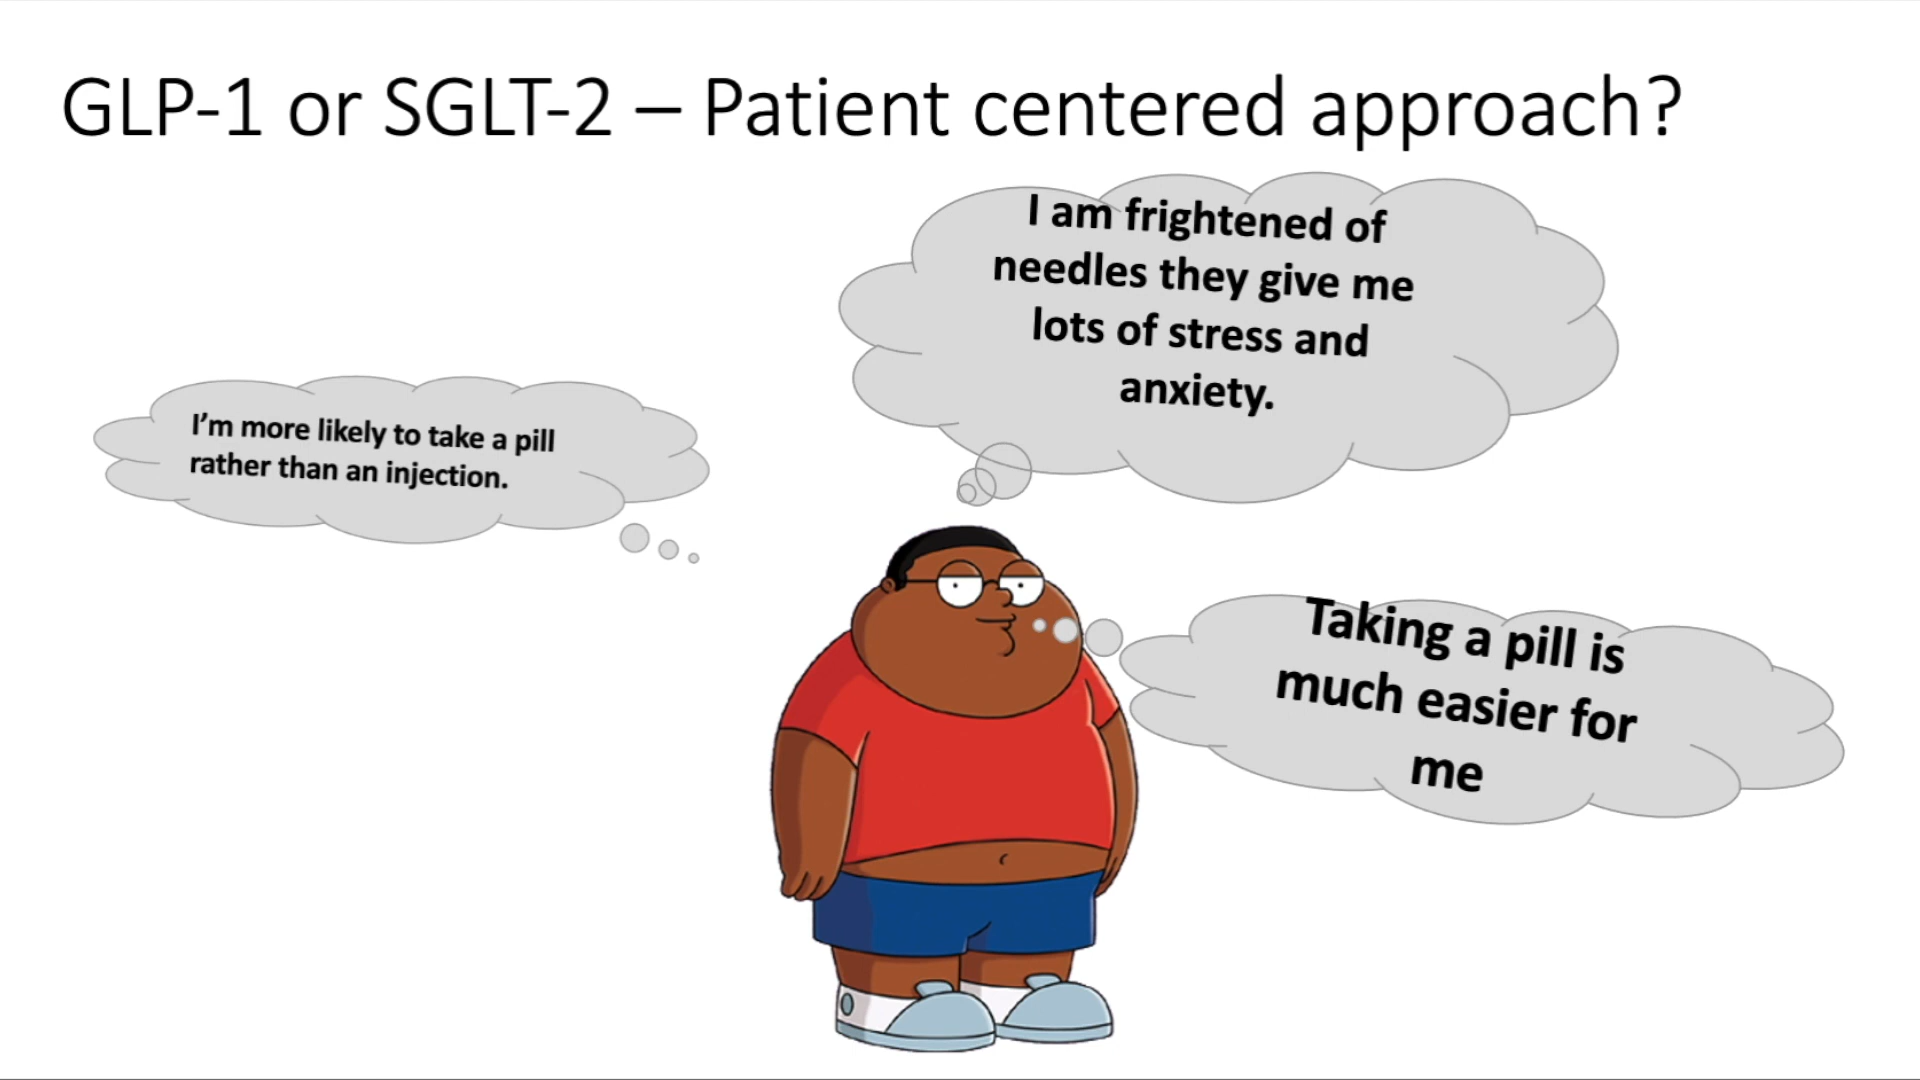 GLP-1 or SGLT-2 – Patient centered approach?
I am frightened of
needles they give me
lots of stress and
anxiety.
I'm more likely to take a pill
rather than an injection.
Taking a pill is
much easier for
me